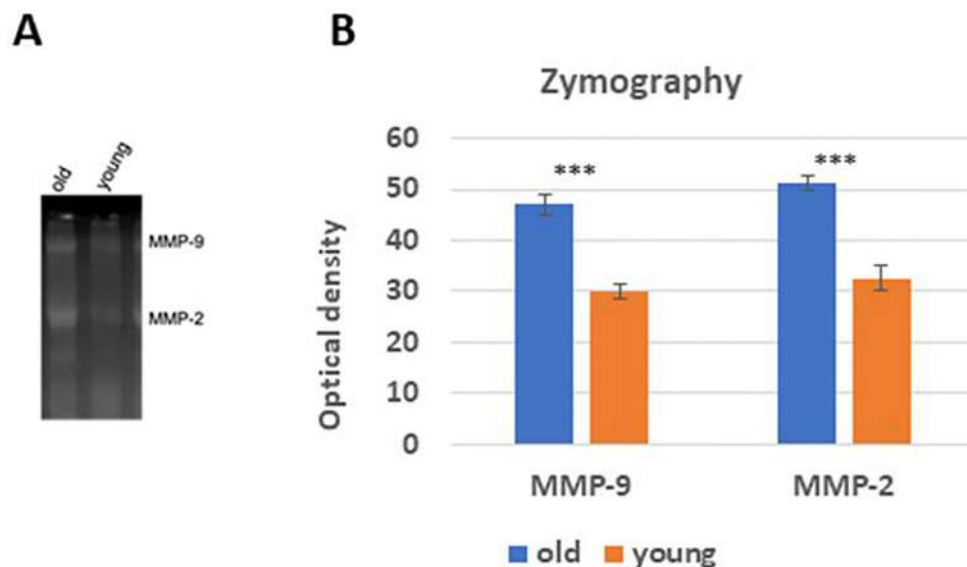 A
old young
MMP-9
MMP-2
B
Zymography
Optical density
60
50
40
30
20
10
0
***
***
MMP-9 MMP-2
old young